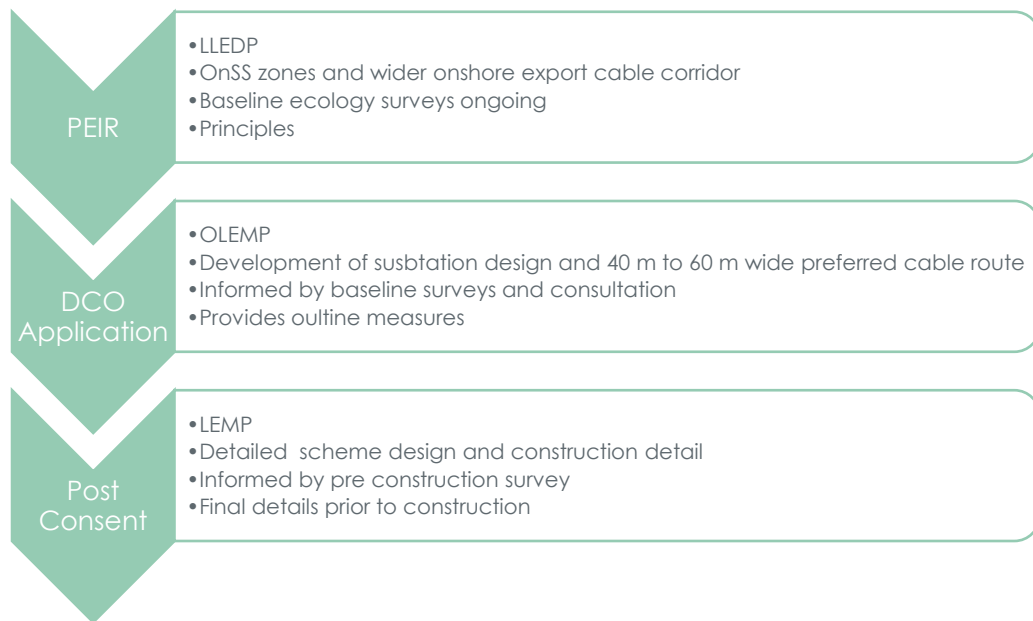 PEIR
•LLEDP
•OnSS zones and wider onshore export cable corridor
•Baseline ecology surveys ongoing
•Principles
DCO
Application
•OLEMP
•Development of susbtation design and 40 m to 60 m wide preferred cable route
•Informed by baseline surveys and consultation
•Provides oultine measures
Post
Consent
•LEMP
•Detailed scheme design and construction detail
•Informed by pre construction survey
•Final details prior to construction